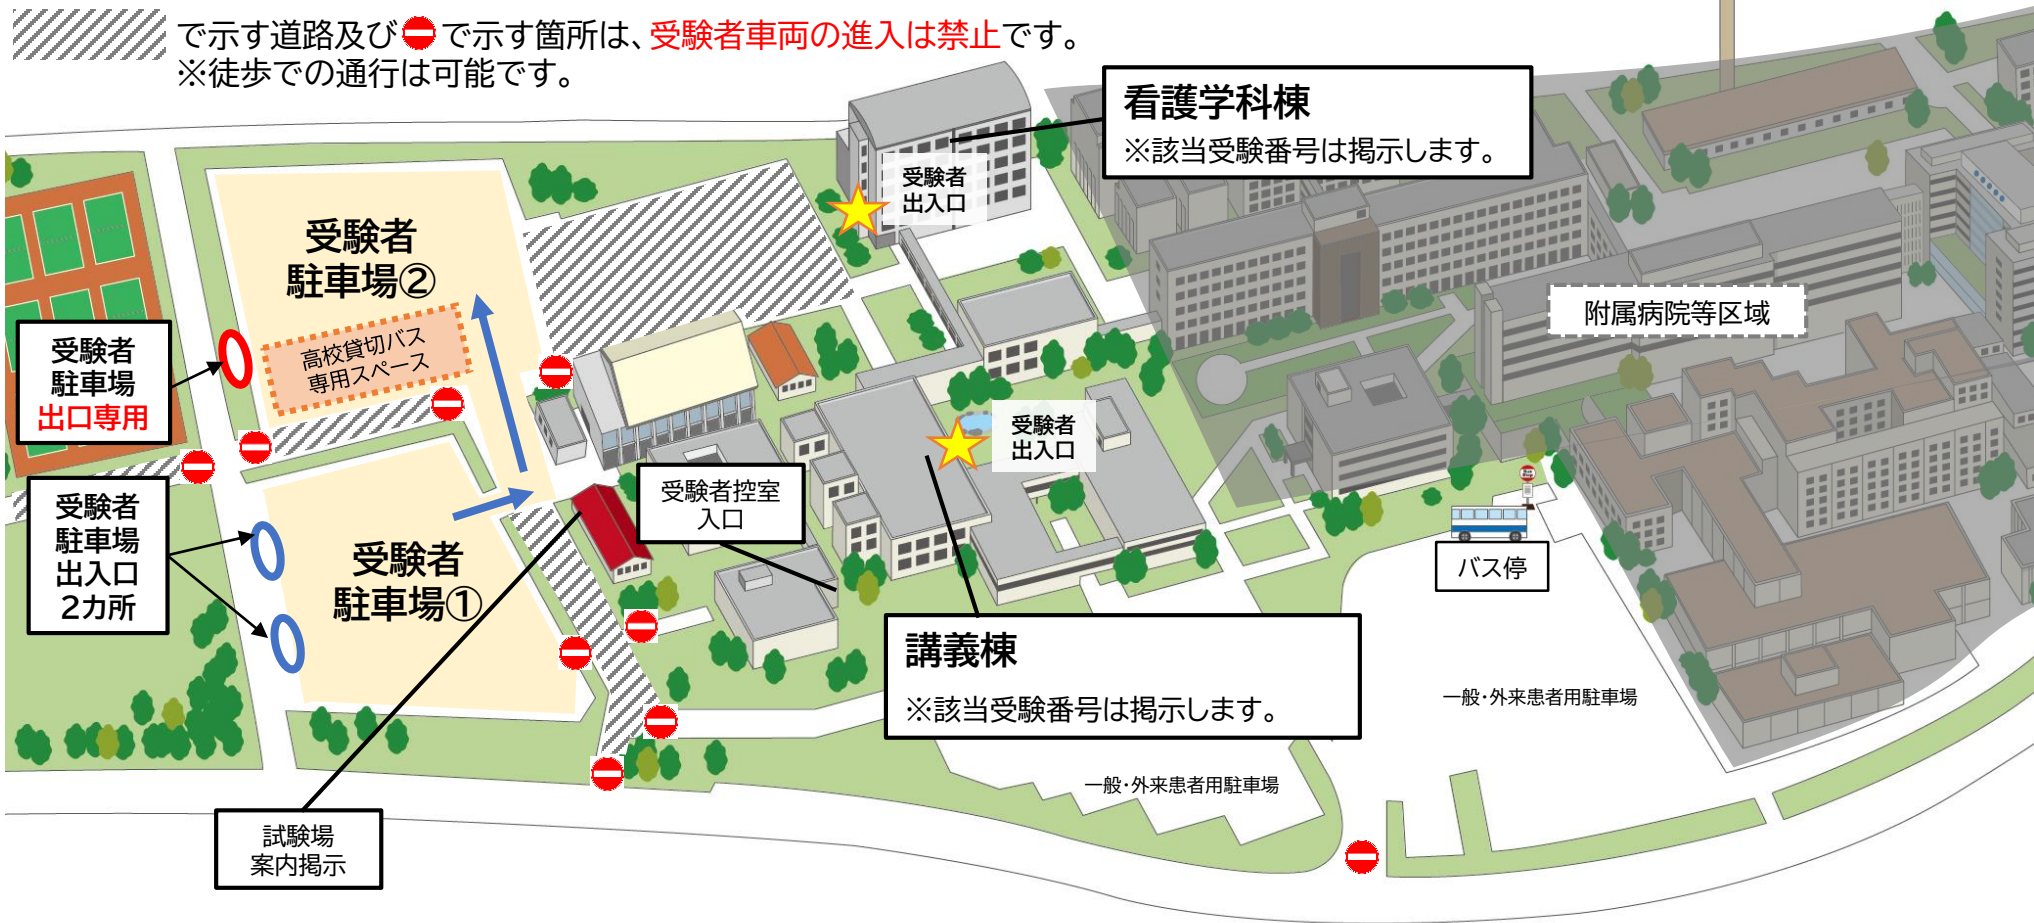 で示す道路及び で示す箇所は、受験者車両の進入は禁止です。
※徒歩での通行は可能です。
看護学科棟
※該当受験番号は掲示します。
受験者
出入口
受験者
駐車場②
高校貸切バス
専用スペース
附属病院等区域
受験者
駐車場
出口専用
受験者
出入口
受験者控室
入口
受験者
駐車場
出入口
2カ所
受験者
駐車場①
バス停
講義棟
※該当受験番号は掲示します。
一般・外来患者用駐車場
一般・外来患者用駐車場
試験場
案内掲示